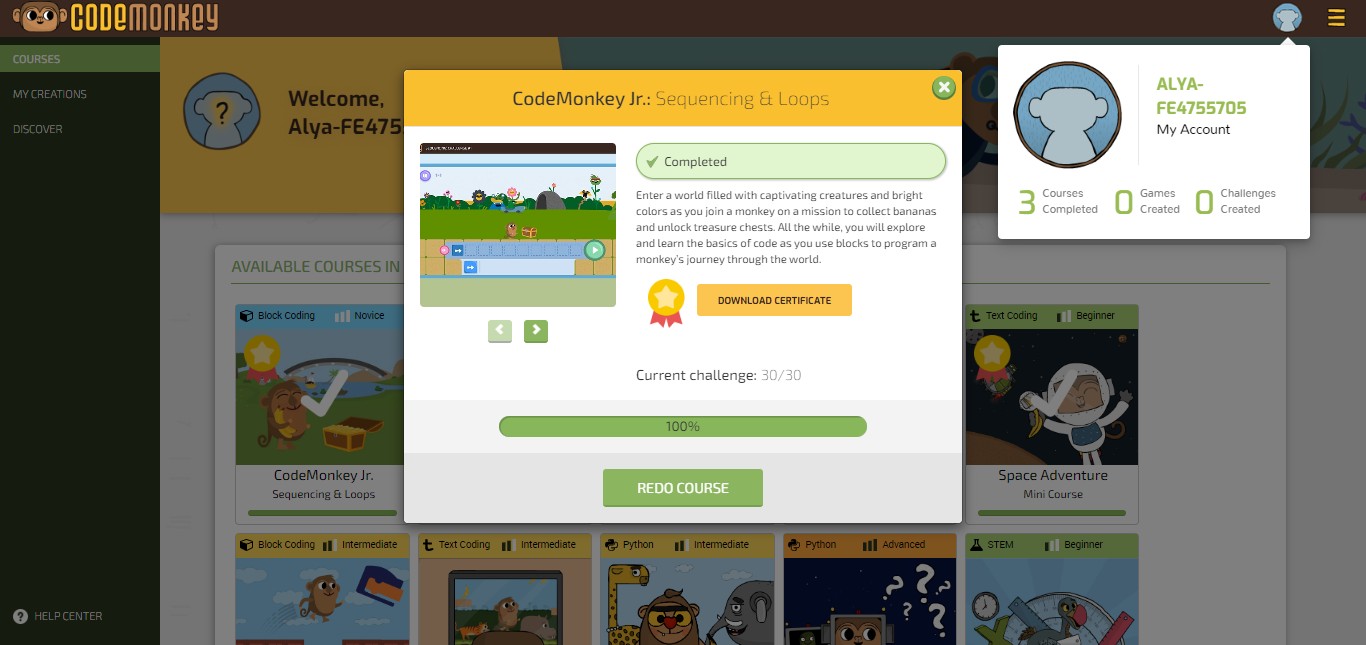 CODEMONKEY
COURSES
MY CREATIONS
DISCOVER
HELP CENTER
Welcome,
Alya-FE4755
ALYA-
FE4755705
My Account
3 Courses Completed
0 Games Created
0 Challenges Created
CodeMonkey Jr.: Sequencing & Loops
Completed
Enter a world filled with captivating creatures and bright
colors as you join a monkey on a mission to collect bananas
and unlock treasure chests. All the while, you will explore
and learn the basics of code as you use blocks to program a
monkey's journey through the world.
DOWNLOAD CERTIFICATE
Current challenge: 30/30
100%
REDO COURSE
AVAILABLE COURSES IN
Block Coding Novice
CodeMonkey Jr.
Sequencing & Loops
Text Coding Beginner
Space Adventure
Mini Course
Block Coding Intermediate
Text Coding Intermediate
Python Intermediate
Python Advanced
STEM Beginner